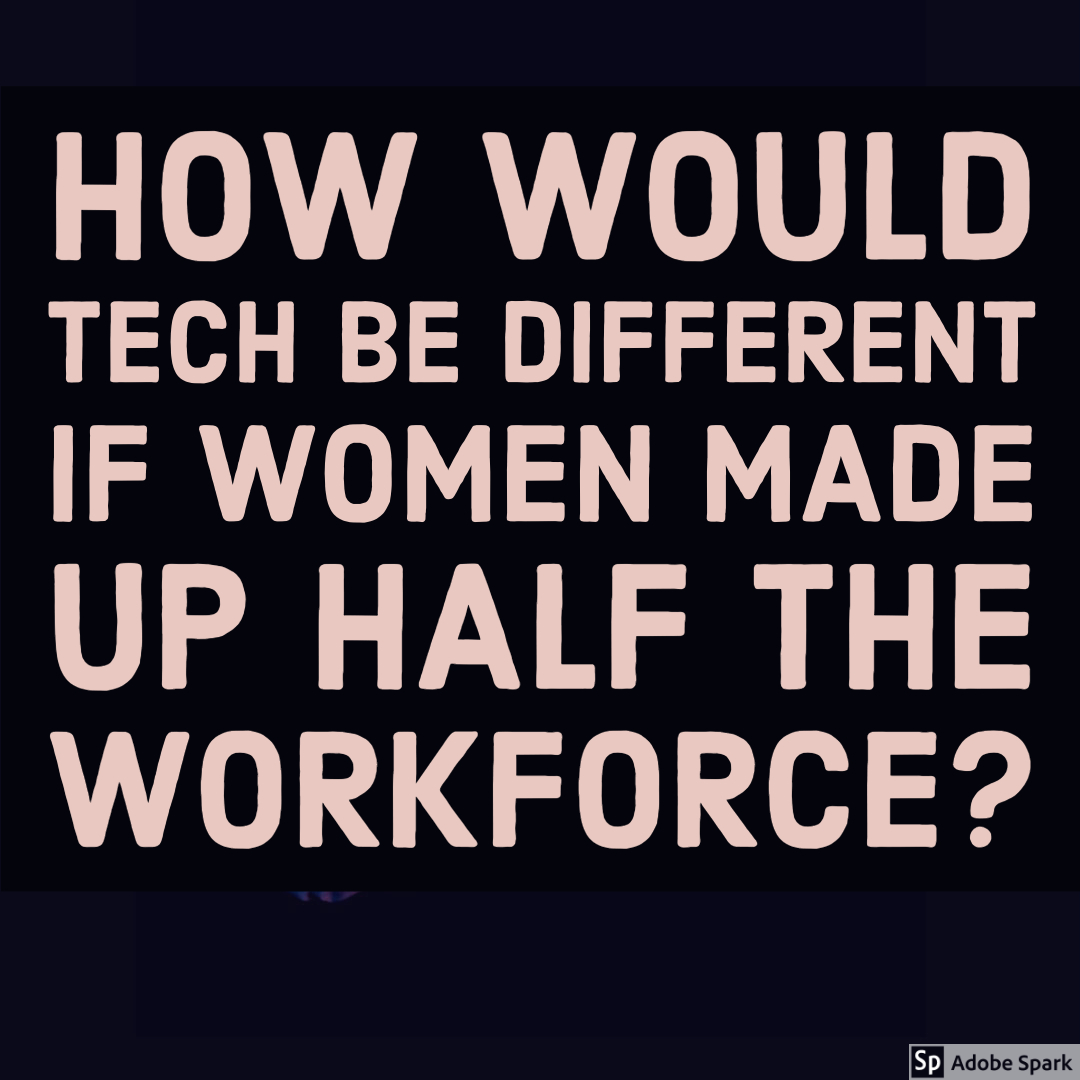 HOW WOULD
TECH BE DIFFERENT
IF WOMEN MADE
UP HALF THE
WORKFORCE?
Sp Adobe Spark